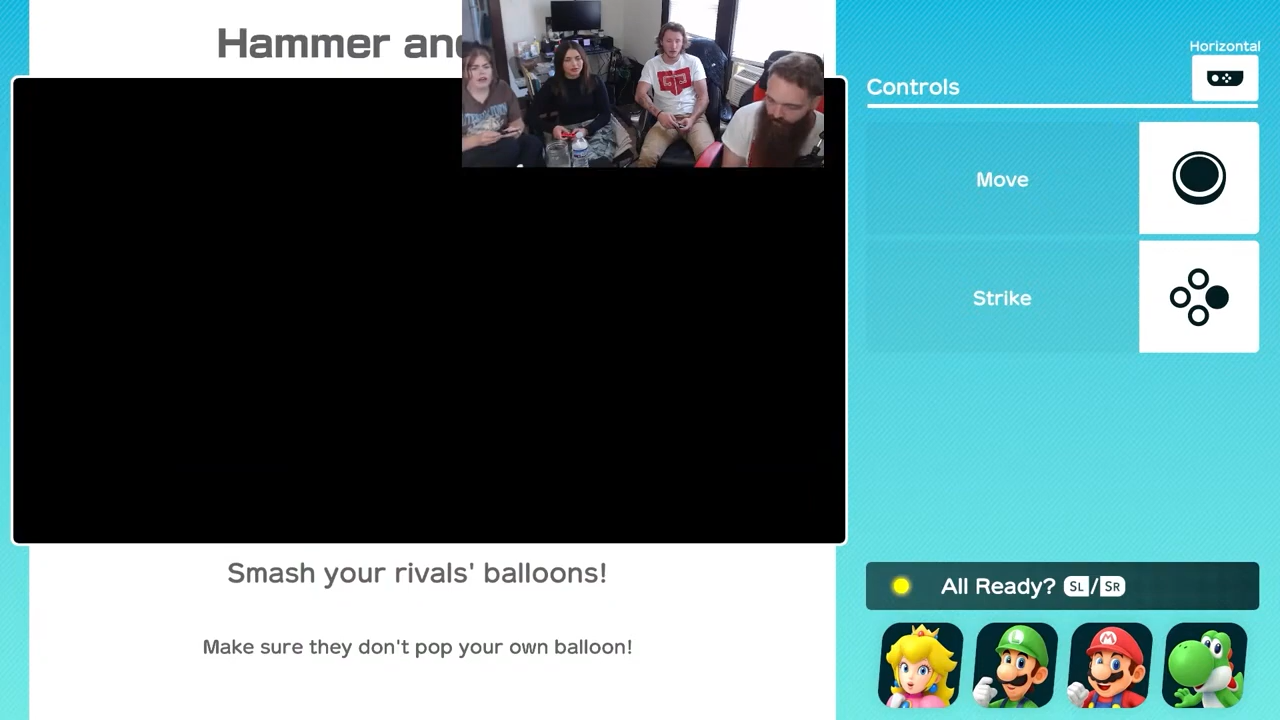 Hammer and
Horizontal
Controls
Move
Strike
Smash your rivals' balloons!
Make sure they don't pop your own balloon!
All Ready? SL/SR